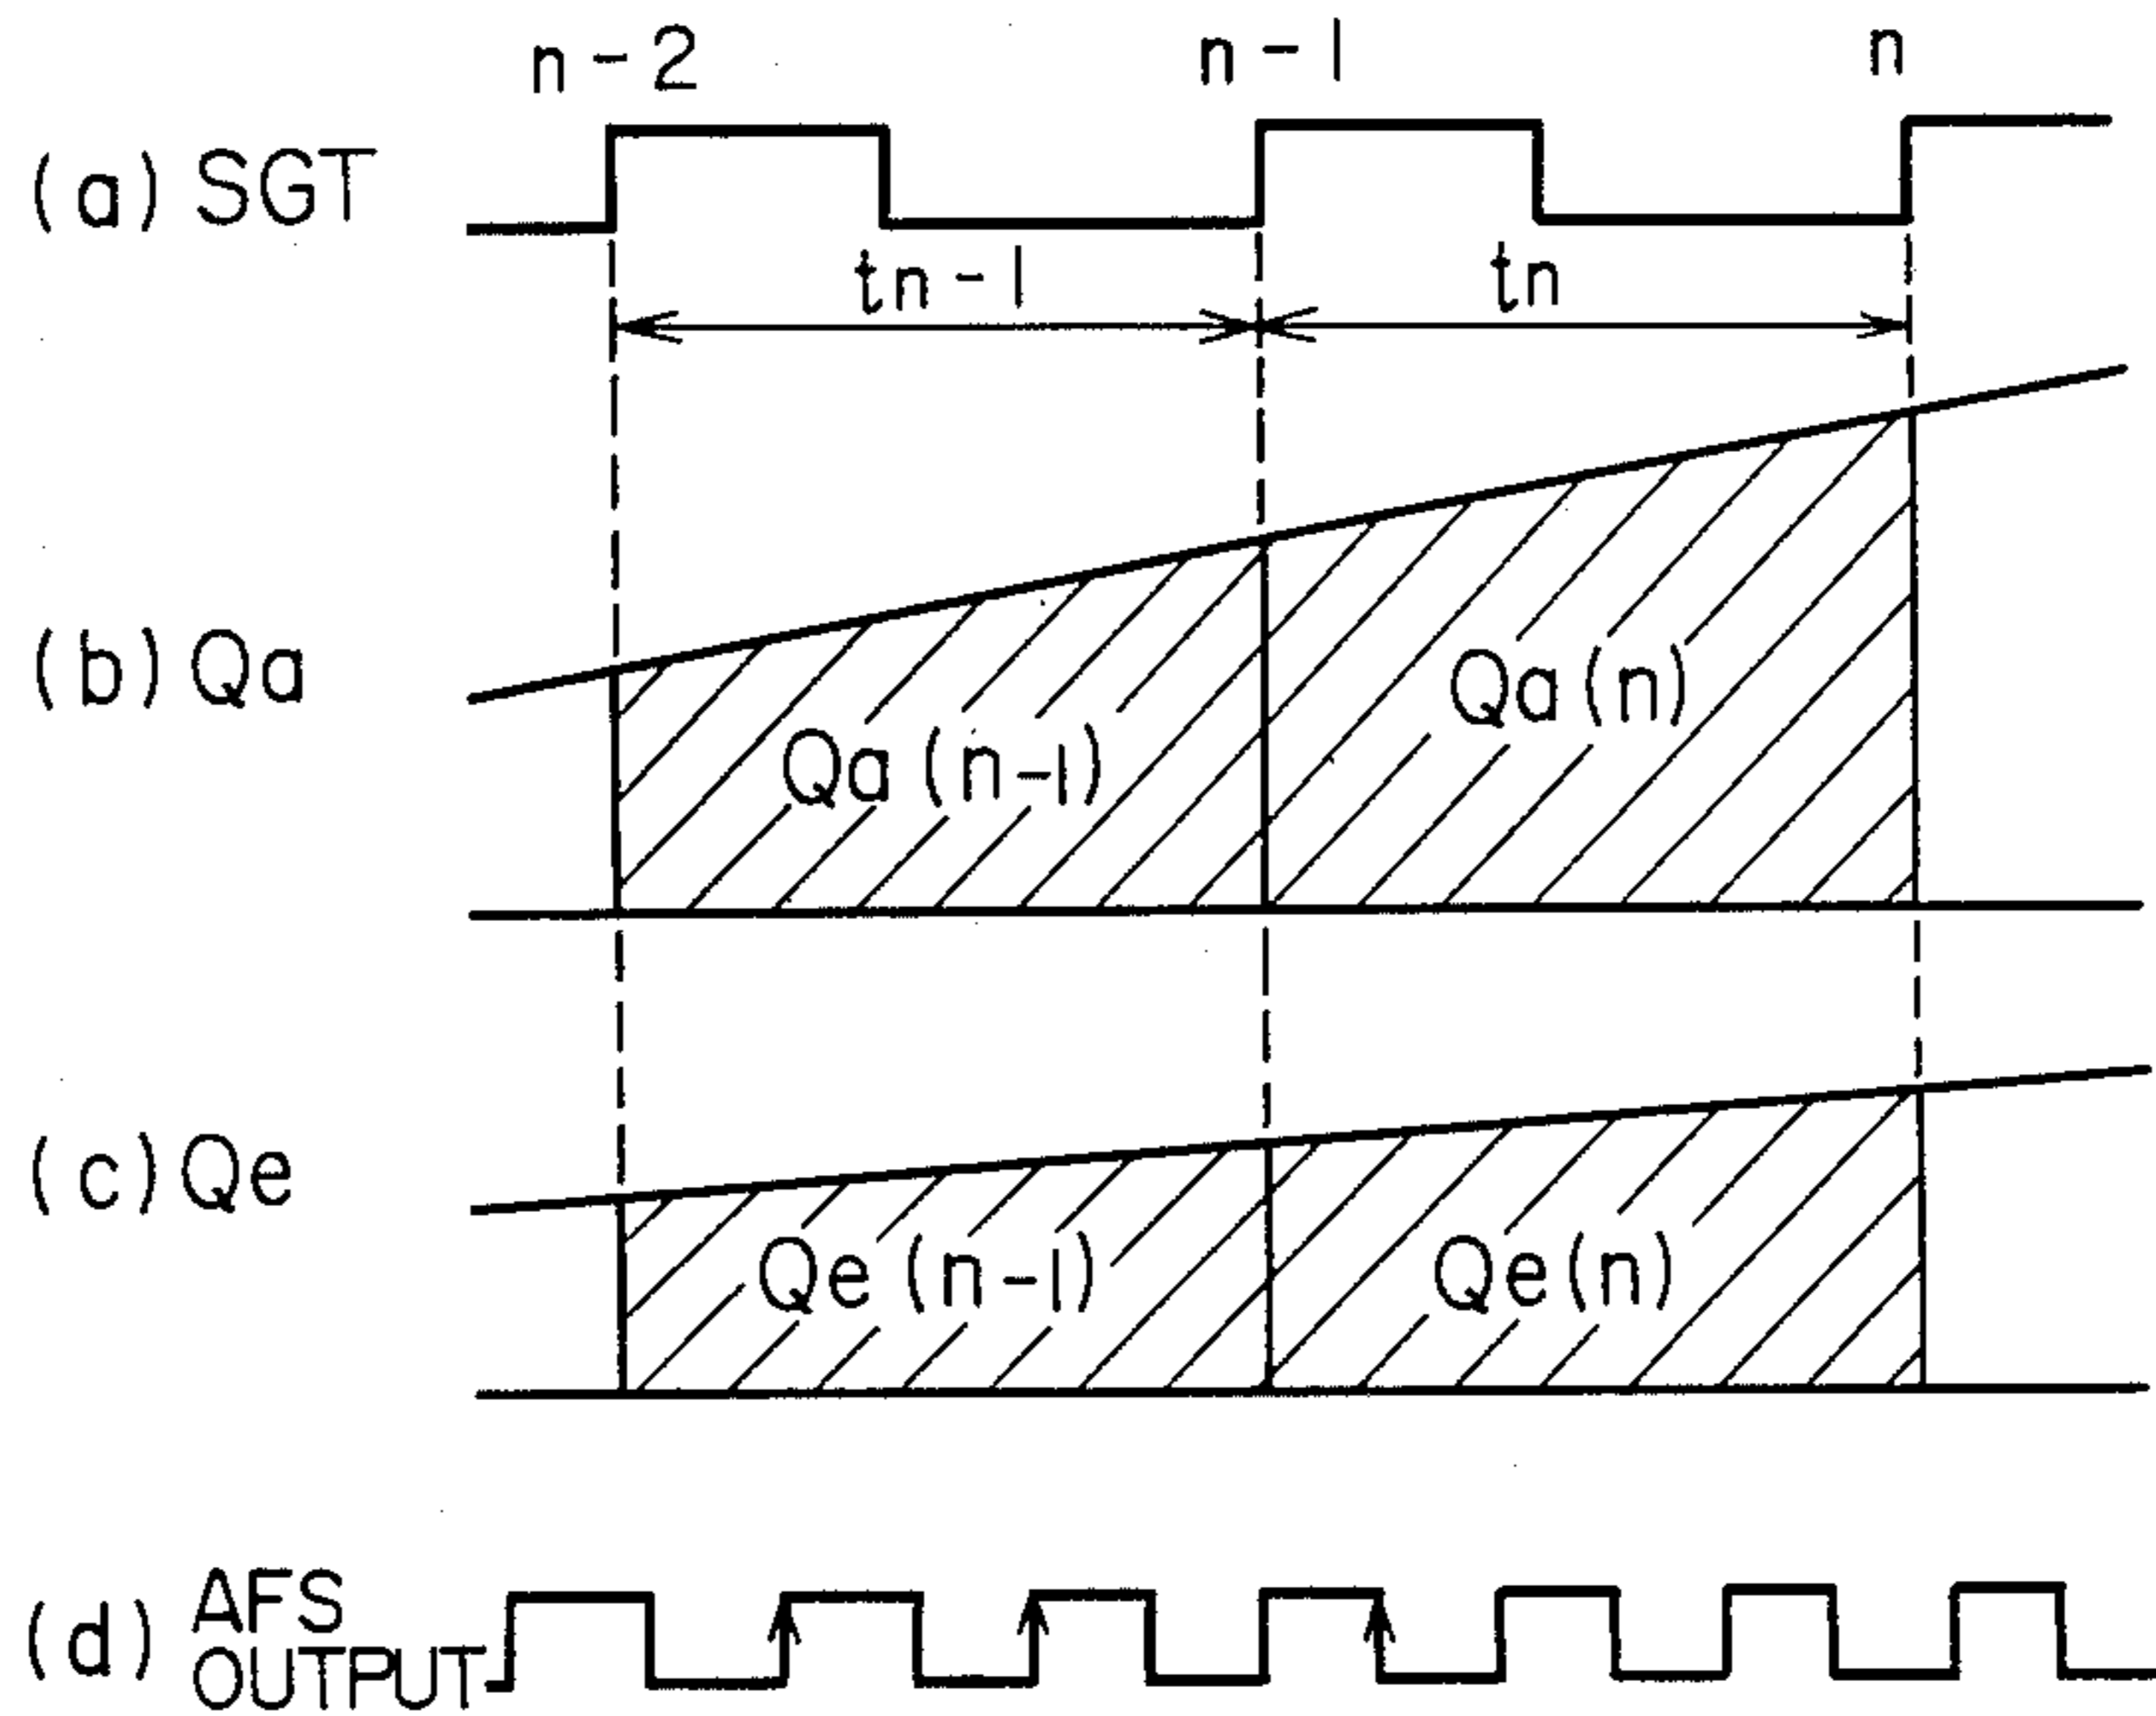 n-2 n-1 n
(a) SGT
tn-1 tn
(b) Qa
Qa(n-1) Qa(n)
(c) Qe
Qe(n-1) Qe(n)
(d) AFS
OUTPUT